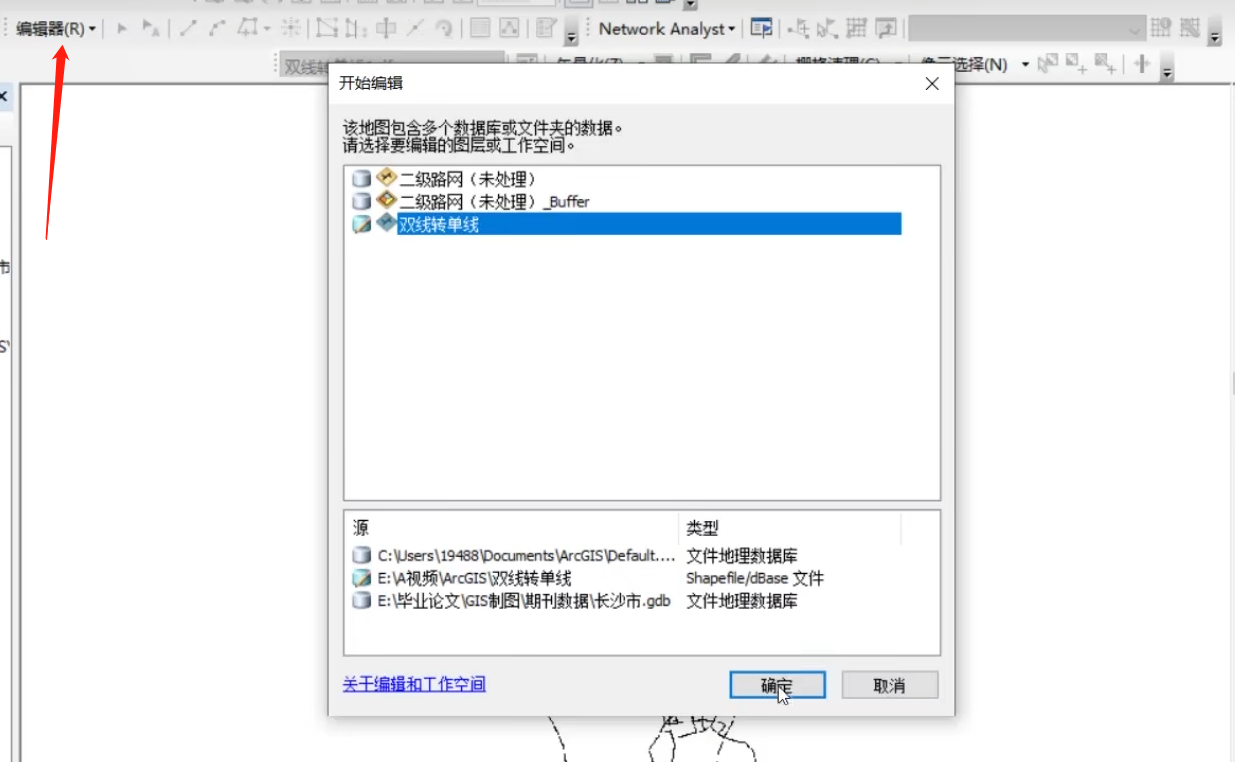 编辑器(R)
Network Analyst
双线转
矢量化(Z)
栅格清理(C)
像元选择(N)
开始编辑
该地图包含多个数据库或文件夹的数据。
请选择要编辑的图层或工作空间。
二级路网（未处理）
二级路网（未处理）_Buffer
双线转单线
市
S\
源 类型
C:\Users\19488\Documents\ArcGIS\Default.... 文件地理数据库
E:\A视频\ArcGIS\双线转单线 Shapefile/dBase 文件
E:\毕业论文\GIS制图\期刊数据\长沙市.gdb 文件地理数据库
关于编辑和工作空间
确定
取消